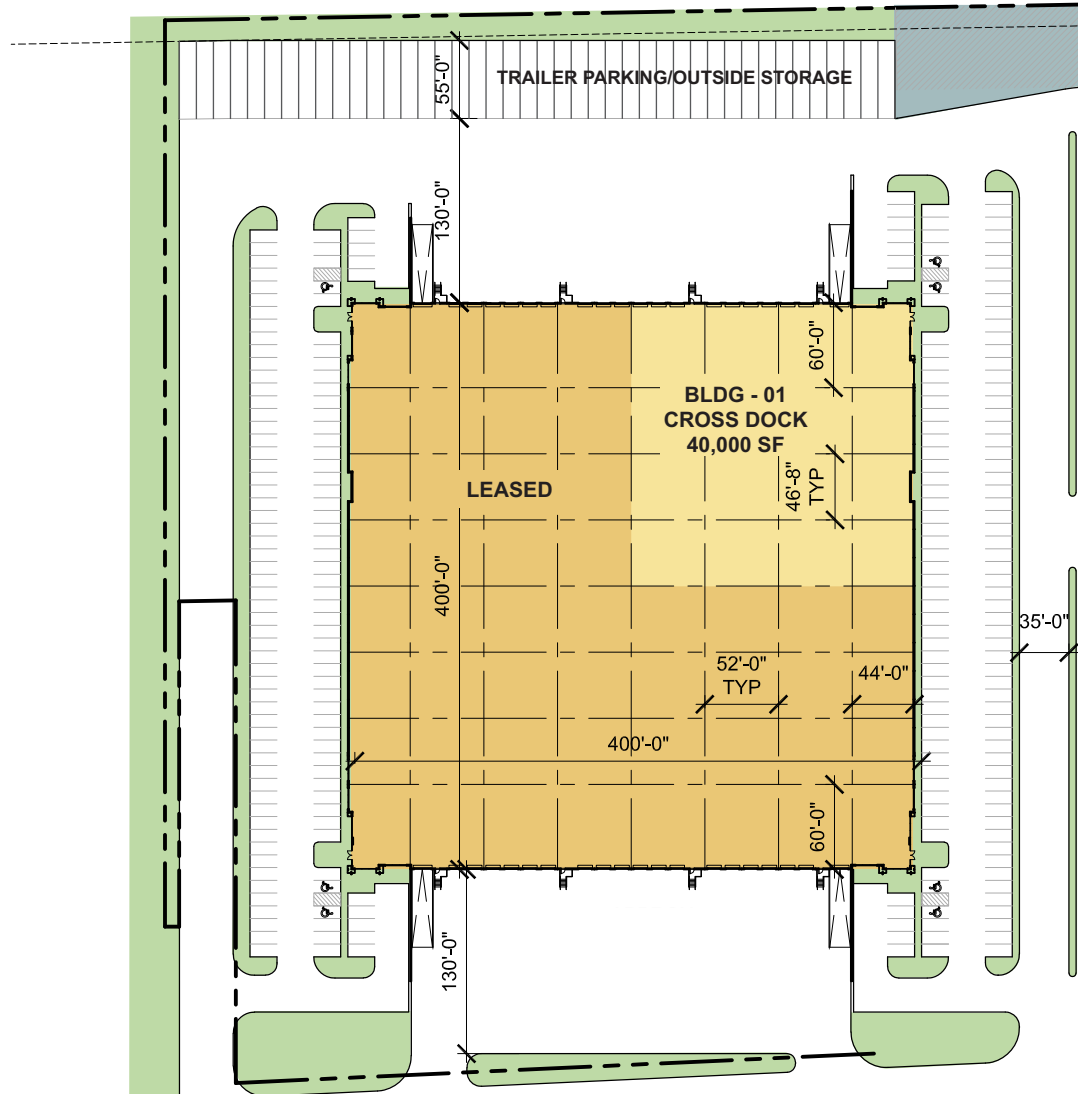 TRAILER PARKING/OUTSIDE STORAGE
55'-0"
130'-0"
60'-0"
BLDG - 01
CROSS DOCK
40,000 SF
46'-8"
TYP
LEASED
400'-0"
35'-0"
52'-0"
TYP
44'-0"
400'-0"
60'-0"
130'-0"